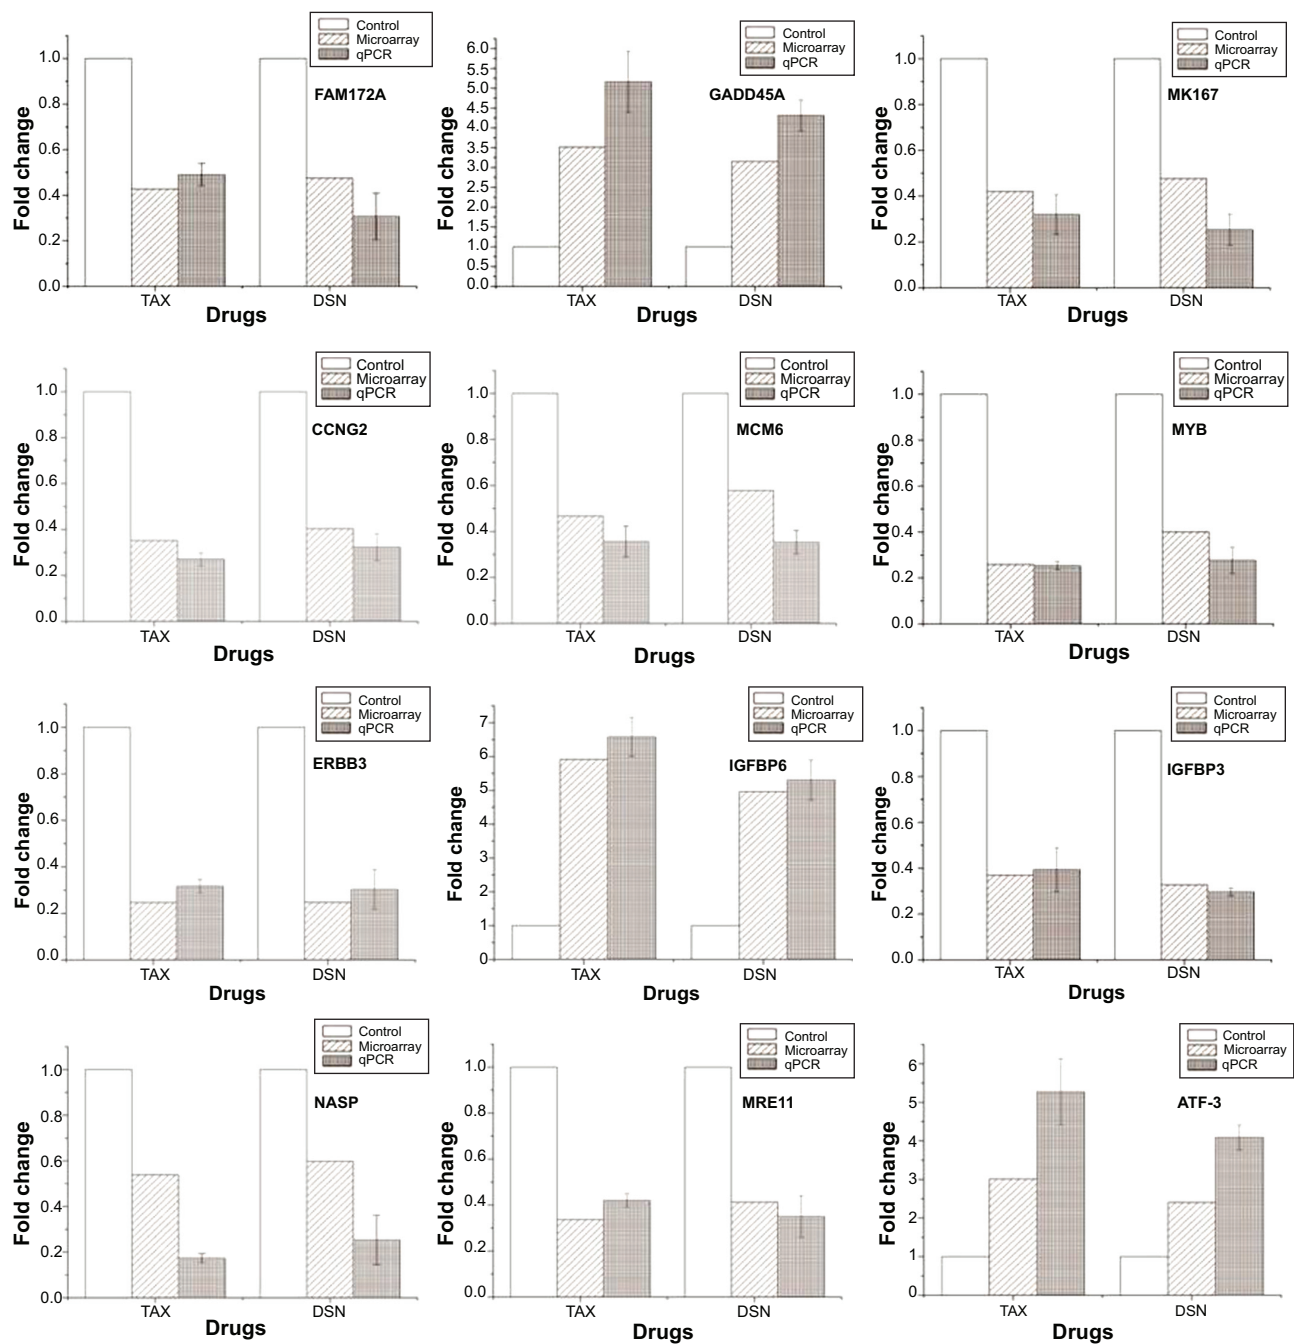 Control
Microarray
qPCR
FAM172A
Fold change
1.0
0.8
0.6
0.4
0.2
0.0
TAX
DSN
Drugs
Control
Microarray
qPCR
GADD45A
Fold change
6.0
5.5
5.0
4.5
4.0
3.5
3.0
2.5
2.0
1.5
1.0
0.5
TAX
DSN
Drugs
Control
Microarray
qPCR
MK167
Fold change
1.0
0.8
0.6
0.4
0.2
0.0
TAX
DSN
Drugs
Control
Microarray
qPCR
CCNG2
Fold change
1.0
0.8
0.6
0.4
0.2
0.0
TAX
DSN
Drugs
Control
Microarray
qPCR
MCM6
Fold change
1.0
0.8
0.6
0.4
0.2
0.0
TAX
DSN
Drugs
Control
Microarray
qPCR
MYB
Fold change
1.0
0.8
0.6
0.4
0.2
0.0
TAX
DSN
Drugs
Control
Microarray
qPCR
ERBB3
Fold change
1.0
0.8
0.6
0.4
0.2
0.0
TAX
DSN
Drugs
Control
Microarray
qPCR
IGFBP6
Fold change
7
6
5
4
3
2
1
0
TAX
DSN
Drugs
Control
Microarray
qPCR
IGFBP3
Fold change
1.0
0.8
0.6
0.4
0.2
0.0
TAX
DSN
Drugs
Control
Microarray
qPCR
NASP
Fold change
1.0
0.8
0.6
0.4
0.2
0.0
TAX
DSN
Drugs
Control
Microarray
qPCR
MRE11
Fold change
1.0
0.8
0.6
0.4
0.2
0.0
TAX
DSN
Drugs
Control
Microarray
qPCR
ATF-3
Fold change
6
5
4
3
2
1
0
TAX
DSN
Drugs